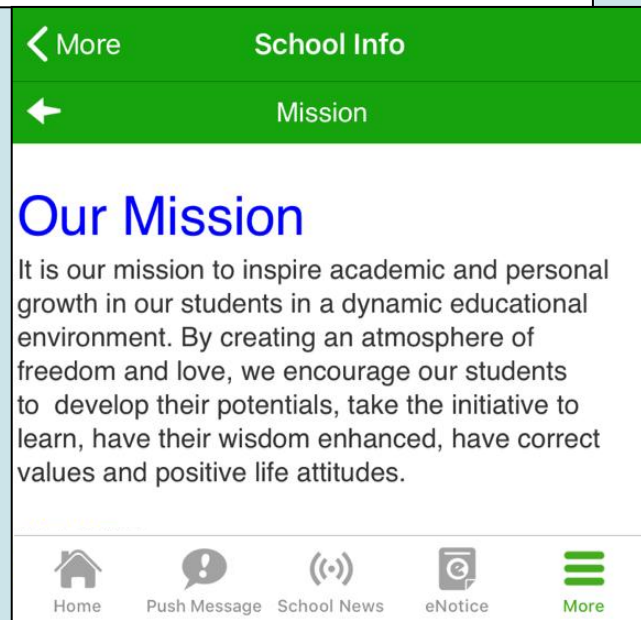 More School Info
Mission
Our Mission
It is our mission to inspire academic and personal
growth in our students in a dynamic educational
environment. By creating an atmosphere of
freedom and love, we encourage our students
to  develop their potentials, take the initiative to
learn, have their wisdom enhanced, have correct
values and positive life attitudes.
Home Push Message School News eNotice More